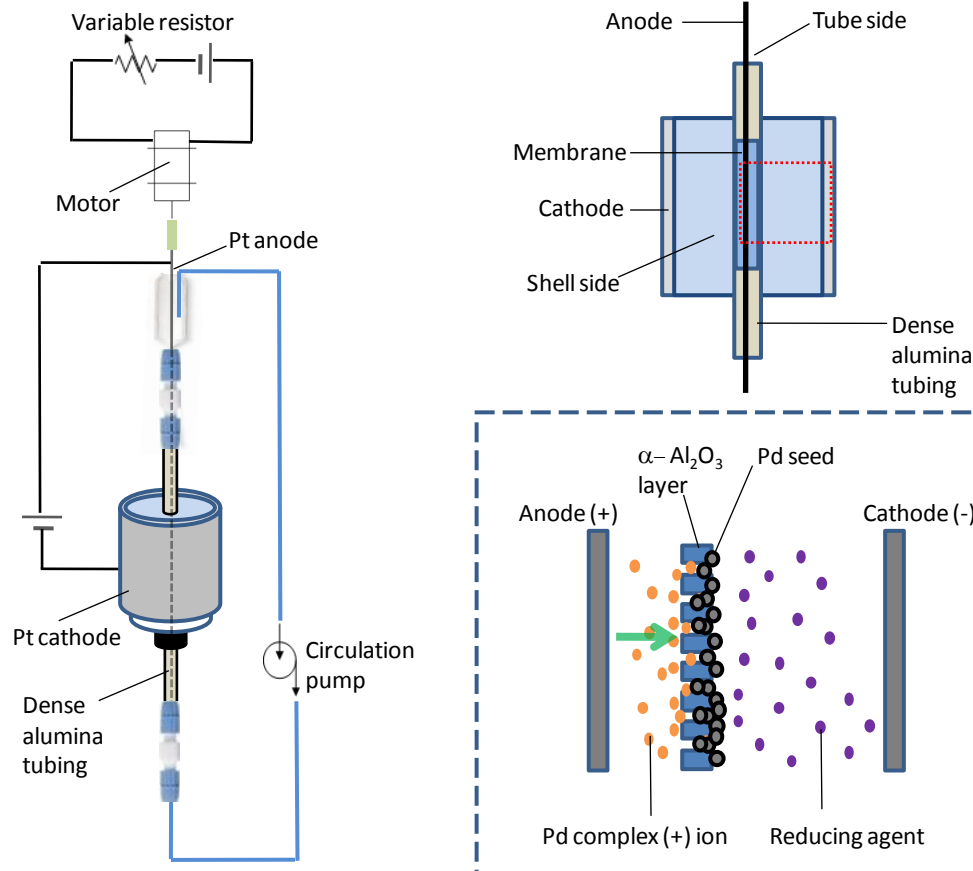 Variable resistor
Motor
Pt anode
Pt cathode
Circulation
pump
Dense
alumina
tubing
Anode
Tube side
Membrane
Cathode
Shell side
Dense
alumina
tubing
α– Al₂O₃
layer
Pd seed
Anode (+)
Cathode (-)
Pd complex (+) ion
Reducing agent